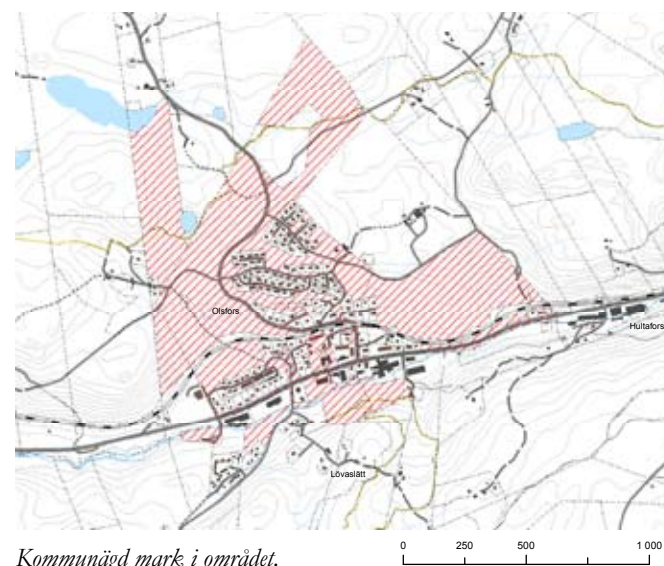 Olsfors
Hultafors
Lövaslätt
Kommunägd mark i området.
0 250 500 1 000